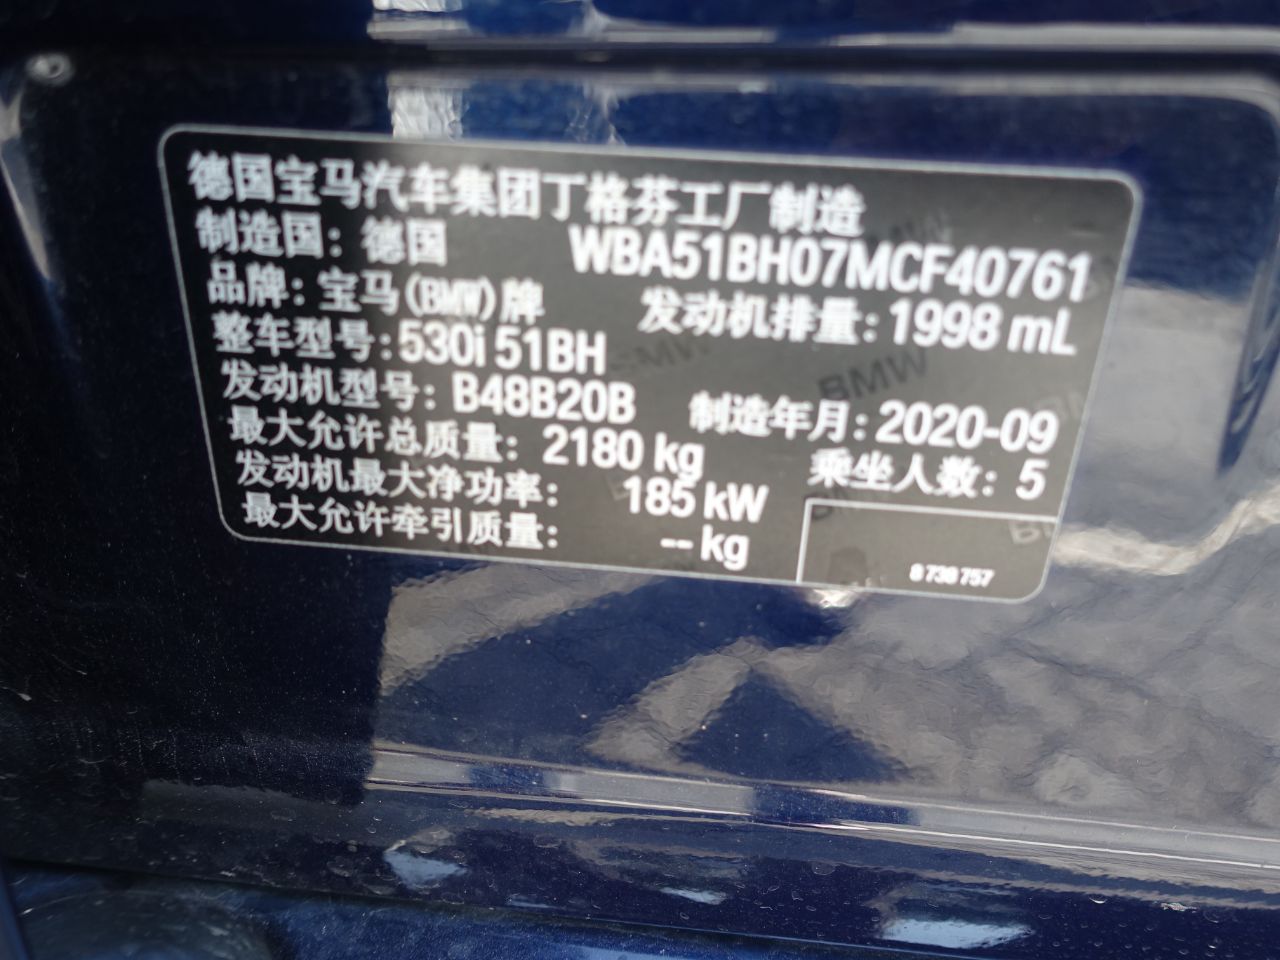 德国宝马汽车集团丁格芬工厂制造
制造国：德国 WBA51BH07MCF40761
品牌：宝马(BMW)牌 发动机排量：1998 mL
整车型号：530i 51BH
发动机型号：B48B20B 制造年月：2020-09
最大允许总质量：2180 kg 乘坐人数：5
发动机最大净功率：185 kW
最大允许牵引质量：-- kg
8 738 757